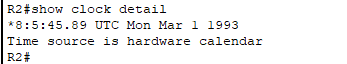 R2#show clock detail
*8:5:45.89 UTC Mon Mar 1 1993
Time source is hardware calendar
R2#